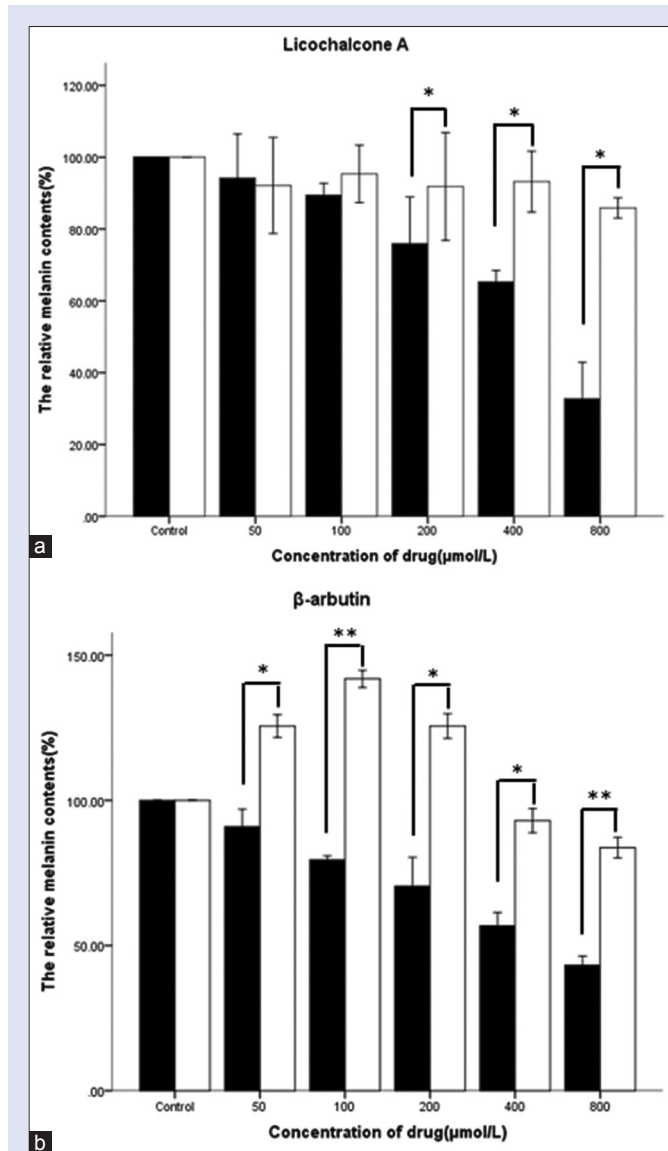 Licochalcone A
The relative melanin contents(%)
120.00
100.00
80.00
60.00
40.00
20.00
.00
* * *
Control 50 100 200 400 800
Concentration of drug(µmol/L)
a
β-arbutin
The relative melanin contents(%)
150.00
100.00
50.00
.00
* ** * * **
Control 50 100 200 400 800
Concentration of drug(µmol/L)
b